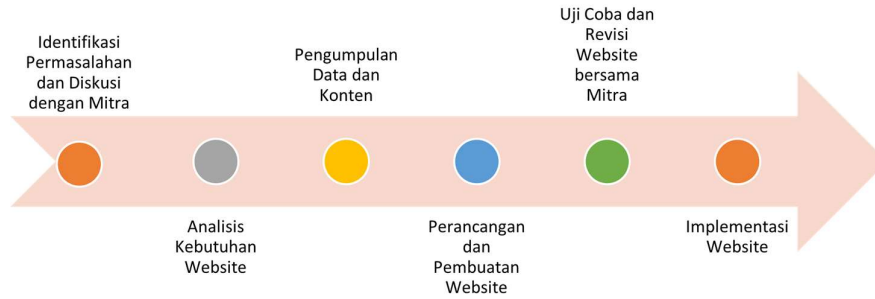 Identifikasi
Permasalahan
dan Diskusi
dengan Mitra
Analisis
Kebutuhan
Website
Pengumpulan
Data dan
Konten
Perancangan
dan
Pembuatan
Website
Uji Coba dan
Revisi
Website
bersama
Mitra
Implementasi
Website